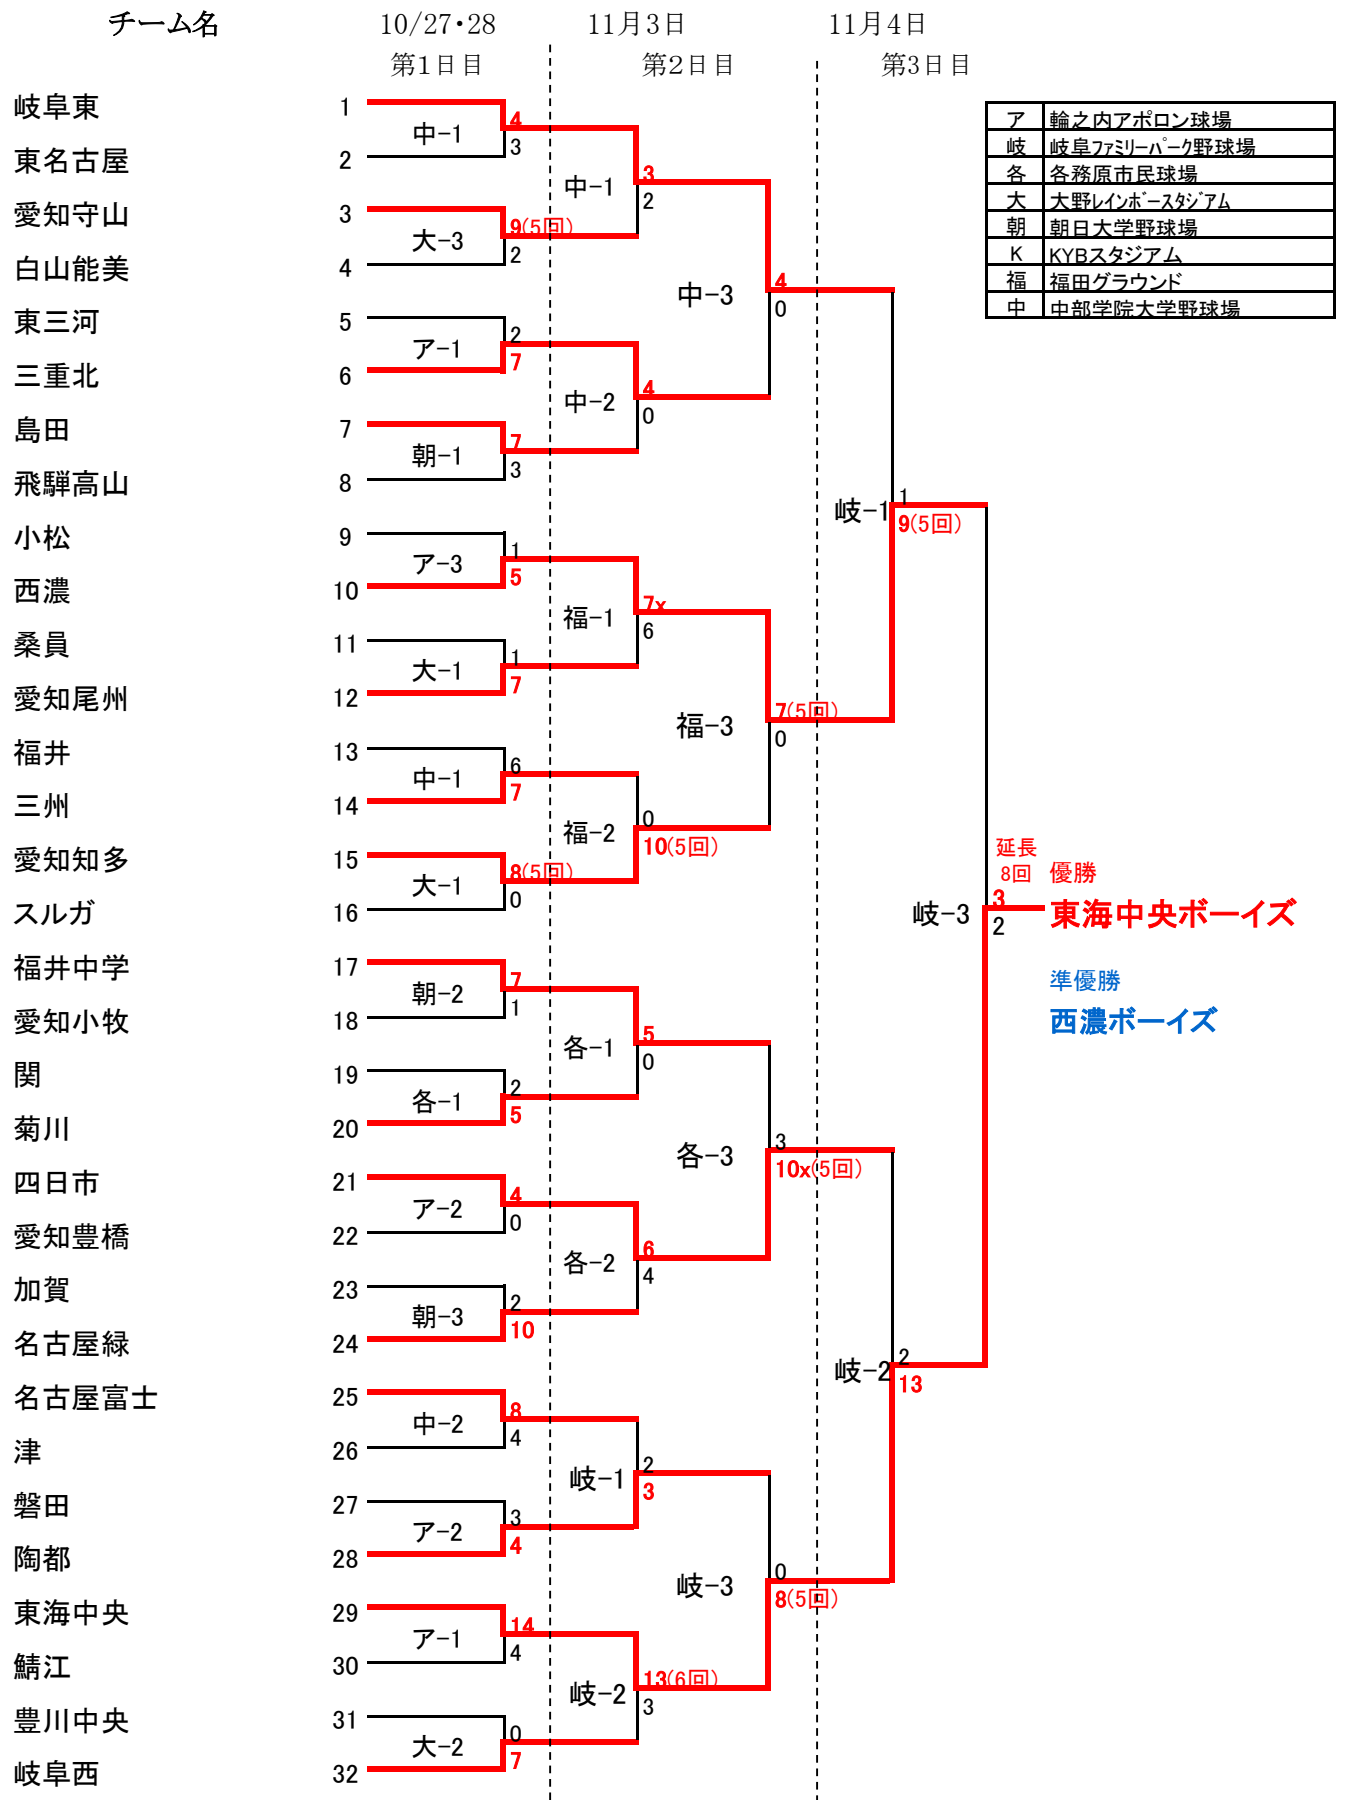 チーム名 10/27・28 11月3日 11月4日
第1日目 第2日目 第3日目
岐阜東 1
東名古屋 2
愛知守山 3
白山能美 4
東三河 5
三重北 6
島田 7
飛騨高山 8
小松 9
西濃 10
桑員 11
愛知尾州 12
福井 13
三州 14
愛知知多 15
スルガ 16
福井中学 17
愛知小牧 18
関 19
菊川 20
四日市 21
愛知豊橋 22
加賀 23
名古屋緑 24
名古屋富士 25
津 26
磐田 27
陶都 28
東海中央 29
鯖江 30
豊川中央 31
岐阜西 32
中-1 4 3
大-3 9(5回) 2
ア-1 2 7
朝-1 7 3
ア-3 1 5
大-1 1 7
中-1 6 7
大-1 8(5回) 0
朝-2 7 1
各-1 2 5
ア-2 4 0
朝-3 2 10
中-2 8 4
ア-2 3 4
ア-1 14 4
大-2 0 7
中-1 3 2
中-2 4 0
福-1 7x 6
福-2 0 10(5回)
各-1 5 0
各-2 6 4
岐-1 2 3
岐-2 13(6回) 3
中-3 4 0
福-3 7(5回) 0
各-3 3 10x(5回)
岐-3 0 8(5回)
岐-1 1 9(5回)
岐-2 2 13
岐-3 3 2
延長
8回 優勝
東海中央ボーイズ
準優勝
西濃ボーイズ
ア 輪之内アポロン球場
岐 岐阜ファミリーパーク野球場
各 各務原市民球場
大 大野レインボースタジアム
朝 朝日大学野球場
K KYBスタジアム
福 福田グラウンド
中 中部学院大学野球場